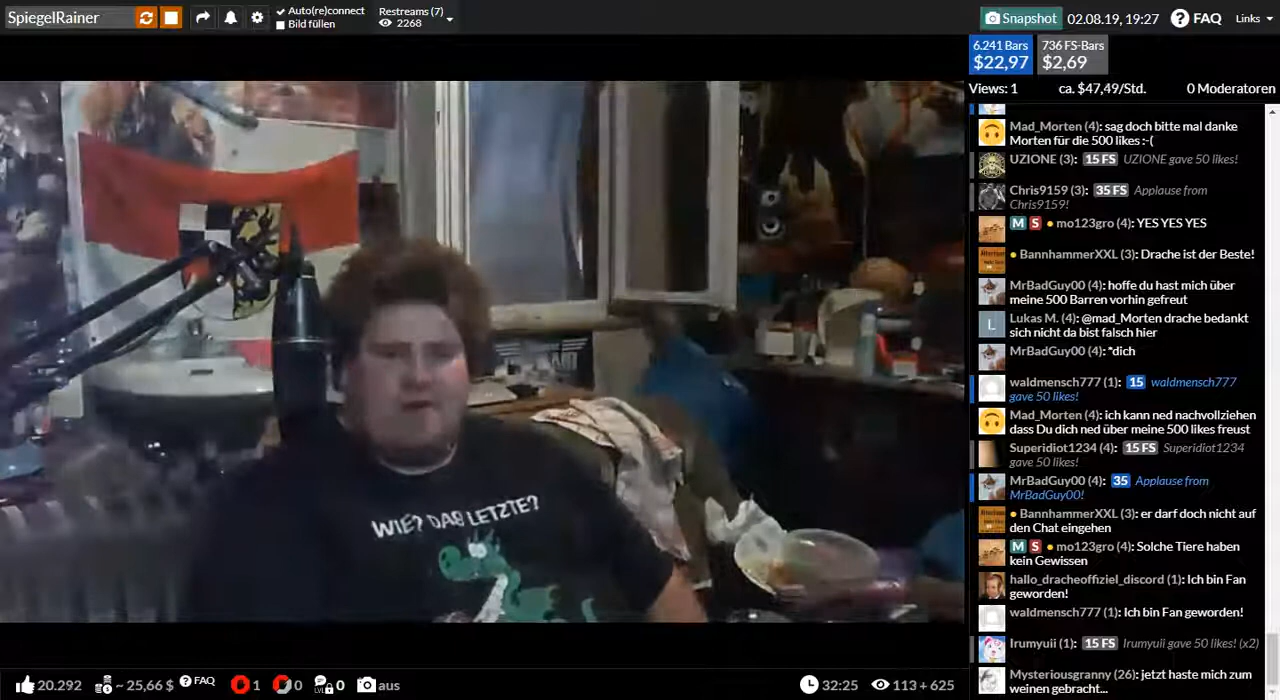 SpiegelRainer
Auto(re)connect
Bild füllen
Restreams (7)
2268
Snapshot
02.08.19, 19:27
FAQ
Links
6.241 Bars
$22,97
736 FS-Bars
$2,69
Views: 1
ca. $47,49/Std.
0 Moderatoren
Mad_Morten (4): sag doch bitte mal danke
Morten für die 500 likes :-(
UZIONE (3): 15 FS UZIONE gave 50 likes!
Chris9159 (3): 35 FS Applause from
Chris9159!
M S mo123gro (4): YES YES YES
BannhammerXXL (3): Drache ist der Beste!
MrBadGuy00 (4): hoffe du hast mich über
meine 500 Barren vorhin gefreut
L
Lukas M. (4): @mad_Morten drache bedankt
sich nicht da bist falsch hier
MrBadGuy00 (4): *dich
waldmensch777 (1): 15 waldmensch777
gave 50 likes!
Mad_Morten (4): ich kann ned nachvollziehen
dass Du dich ned über meine 500 likes freust
Superidiot1234 (4): 15 FS Superidiot1234
gave 50 likes!
MrBadGuy00 (4): 35 Applause from
MrBadGuy00!
BannhammerXXL (3): er darf doch nicht auf
den Chat eingehen
M S mo123gro (4): Solche Tiere haben
kein Gewissen
hallo_dracheoffiziel_discord (1): Ich bin Fan
geworden!
waldmensch777 (1): Ich bin Fan geworden!
Irumyuii (1): 15 FS Irumyuii gave 50 likes! (x2)
Mysteriousgranny (26): jetzt haste mich zum
weinen gebracht...
WIE? DAS LETZTE?
20.292
~ 25,66 $
FAQ
1
0
aus
32:25
113 + 625